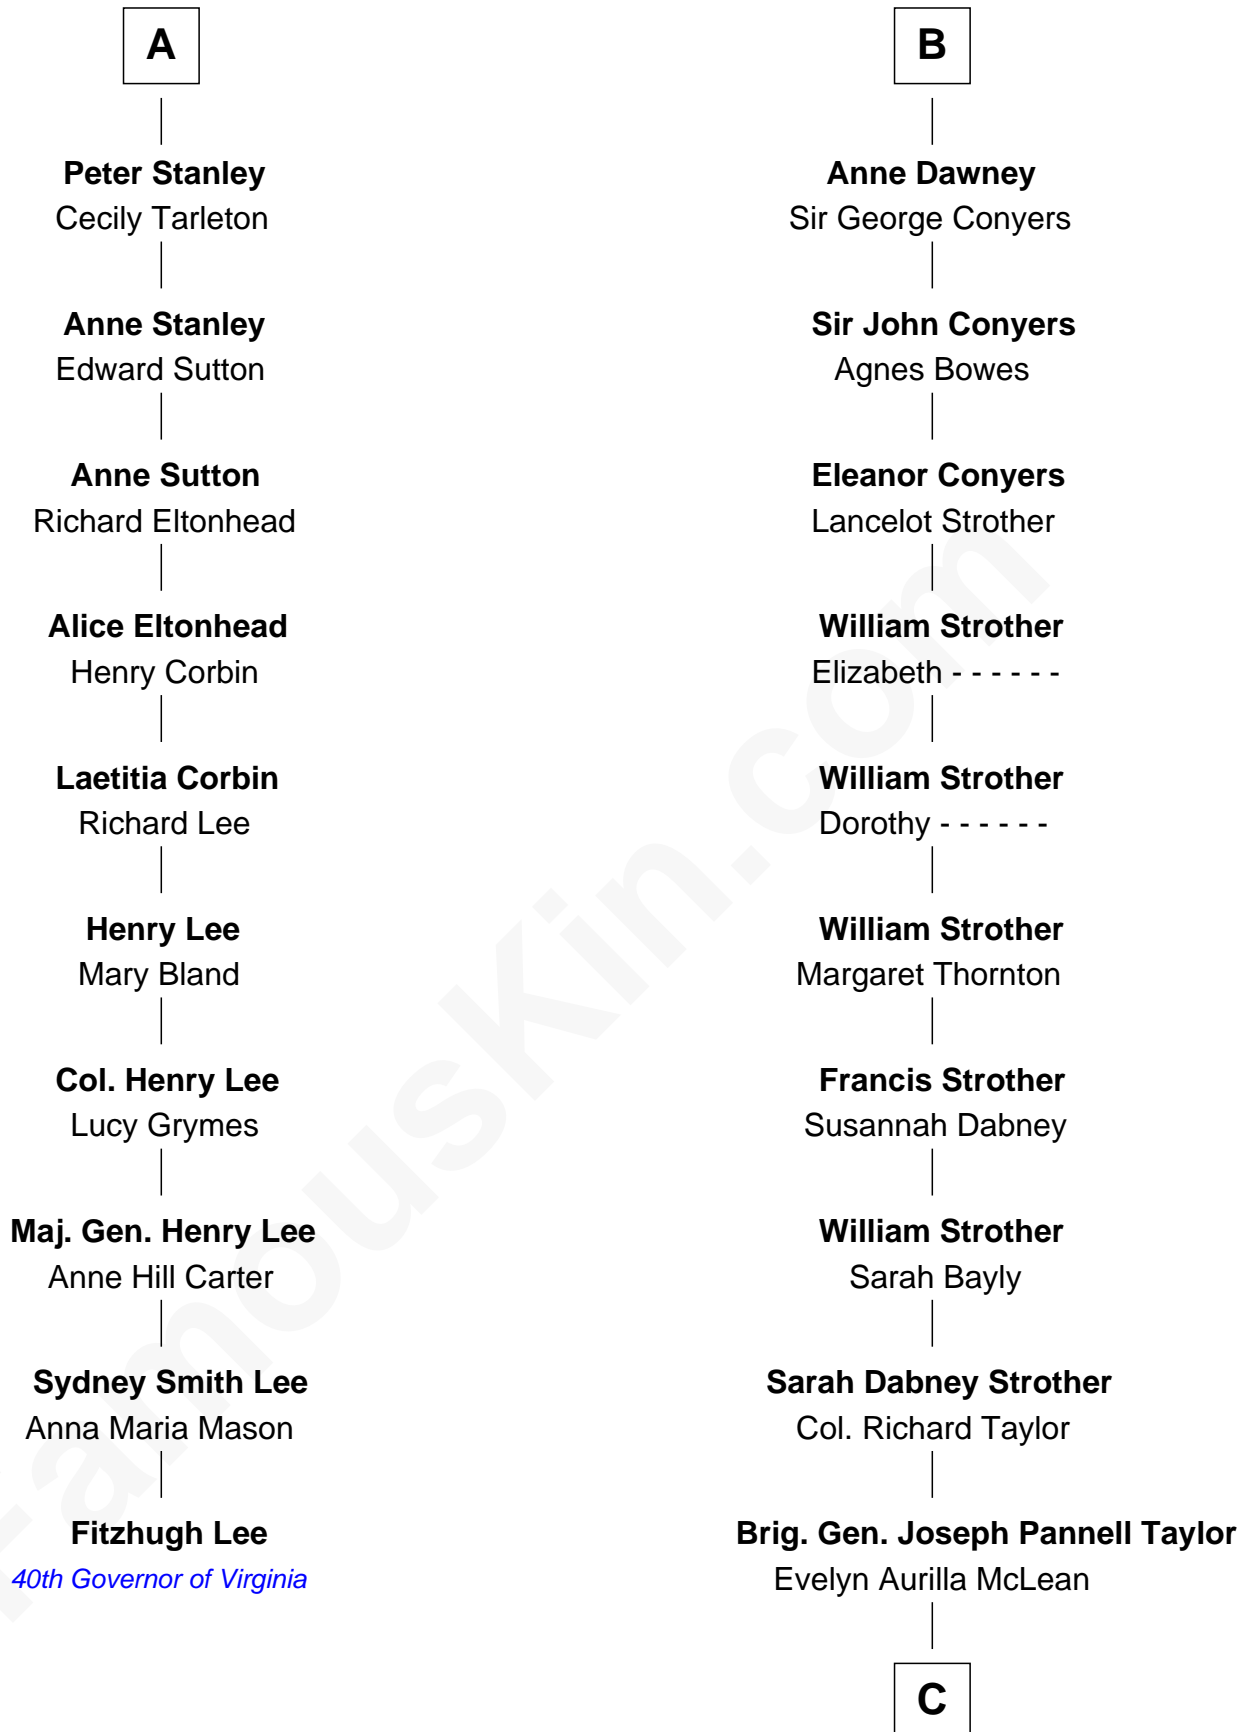 A
Peter Stanley
Cecily Tarleton
Anne Stanley
Edward Sutton
Anne Sutton
Richard Eltonhead
Alice Eltonhead
Henry Corbin
Laetitia Corbin
Richard Lee
Henry Lee
Mary Bland
Col. Henry Lee
Lucy Grymes
Maj. Gen. Henry Lee
Anne Hill Carter
Sydney Smith Lee
Anna Maria Mason
Fitzhugh Lee
40th Governor of Virginia
B
Anne Dawney
Sir George Conyers
Sir John Conyers
Agnes Bowes
Eleanor Conyers
Lancelot Strother
William Strother
Elizabeth - - - - - -
William Strother
Dorothy - - - - - -
William Strother
Margaret Thornton
Francis Strother
Susannah Dabney
William Strother
Sarah Bayly
Sarah Dabney Strother
Col. Richard Taylor
Brig. Gen. Joseph Pannell Taylor
Evelyn Aurilla McLean
C
FamousKin.com